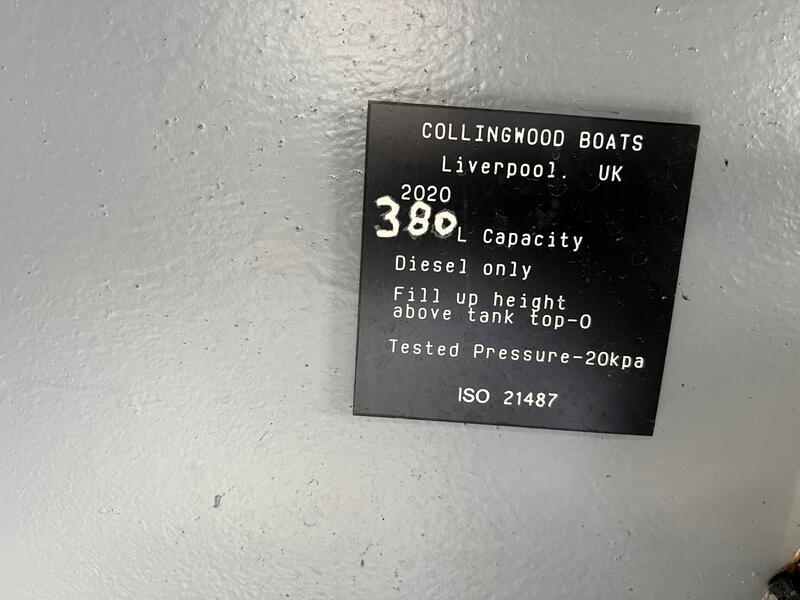 COLLINGWOOD BOATS
Liverpool. UK
2020
380 L Capacity
Diesel only
Fill up height
above tank top-0
Tested Pressure-20kpa
ISO 21487